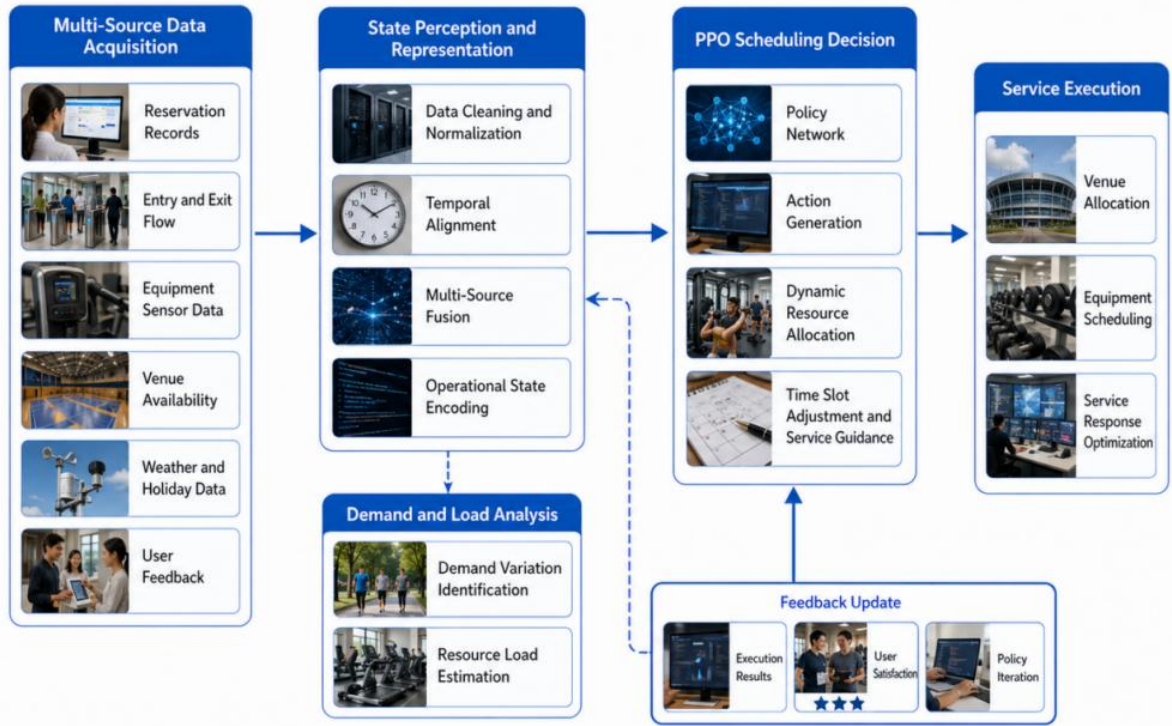 Multi-Source Data
Acquisition
Reservation
Records
Entry and Exit
Flow
Equipment
Sensor Data
Venue
Availability
Weather and
Holiday Data
User
Feedback
State Perception and
Representation
Data Cleaning and
Normalization
Temporal
Alignment
Multi-Source
Fusion
Operational State
Encoding
Demand and Load Analysis
Demand Variation
Identification
Resource Load
Estimation
PPO Scheduling Decision
Policy
Network
Action
Generation
Dynamic
Resource
Allocation
Time Slot
Adjustment and
Service Guidance
Service Execution
Venue
Allocation
Equipment
Scheduling
Service
Response
Optimization
Feedback Update
Execution
Results
User
Satisfaction
Policy
Iteration